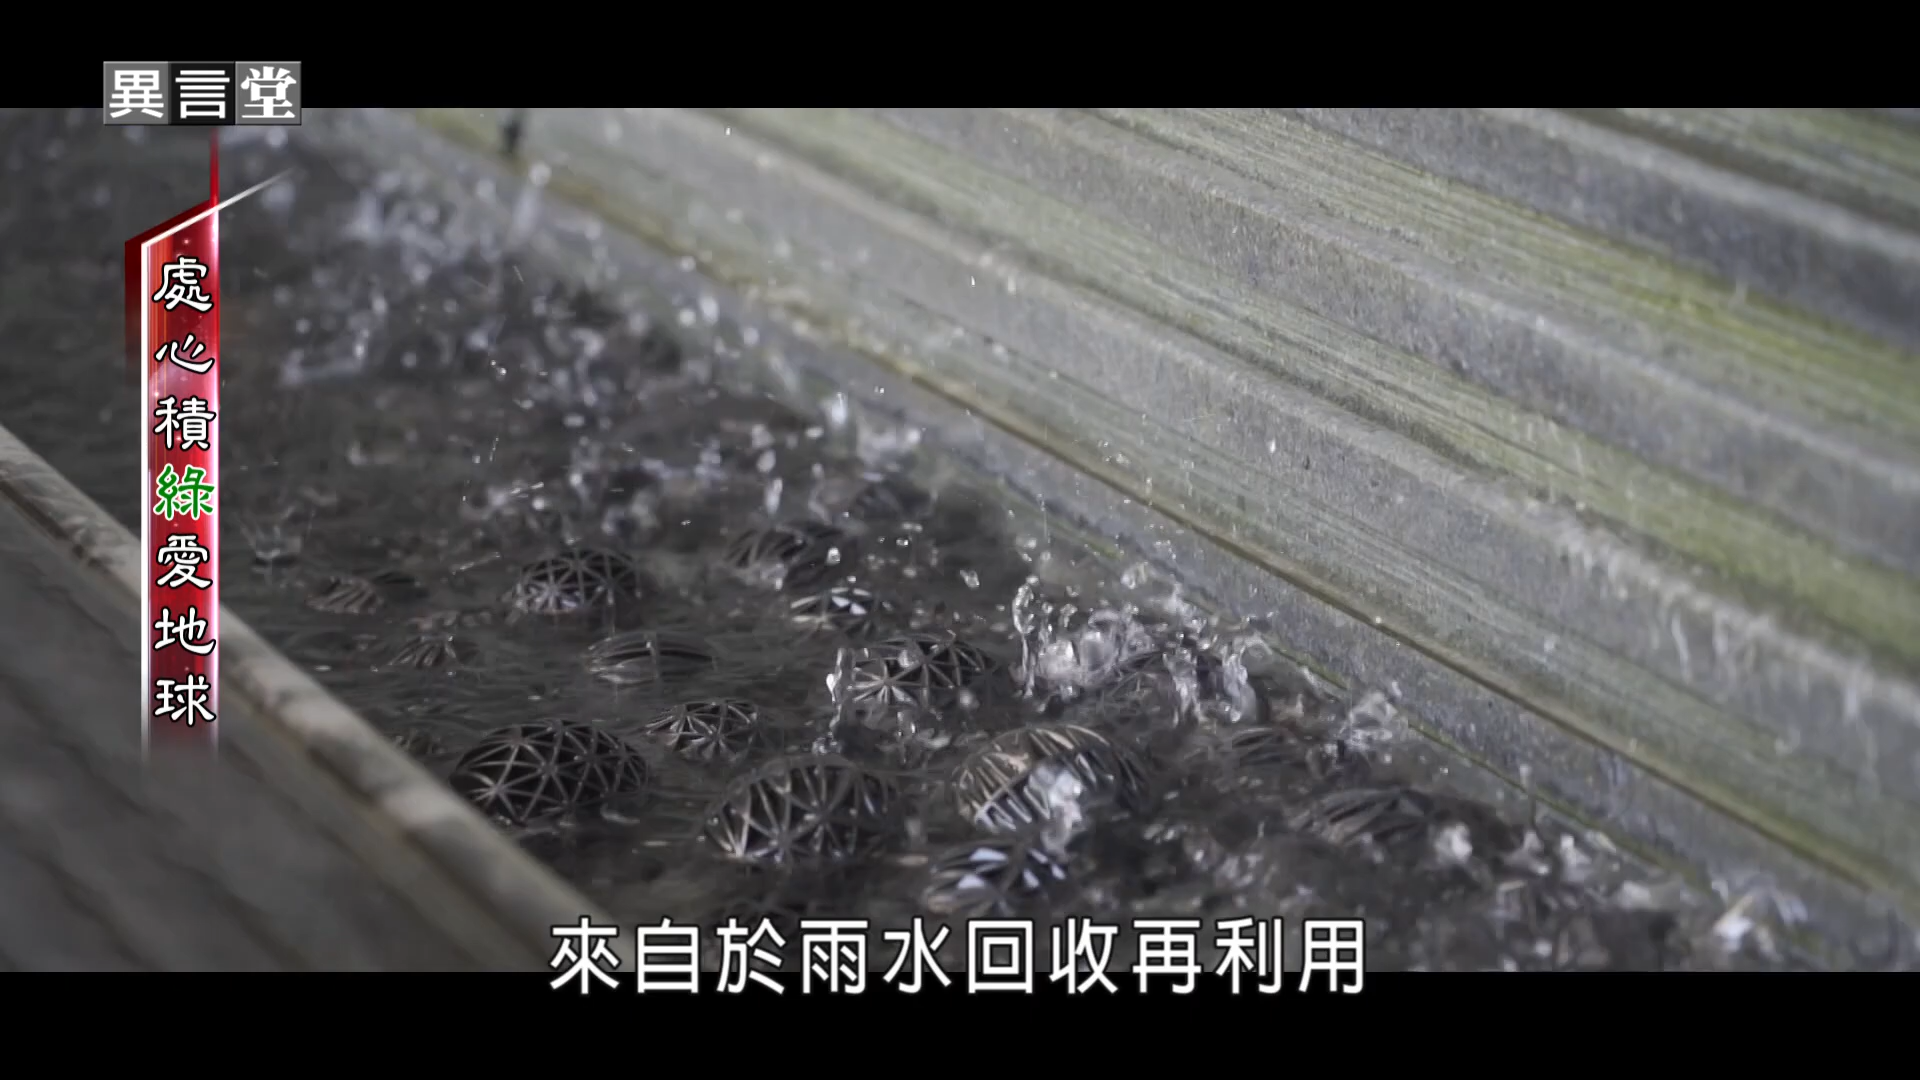 異言堂
處心積綠愛地球
來自於雨水回收再利用